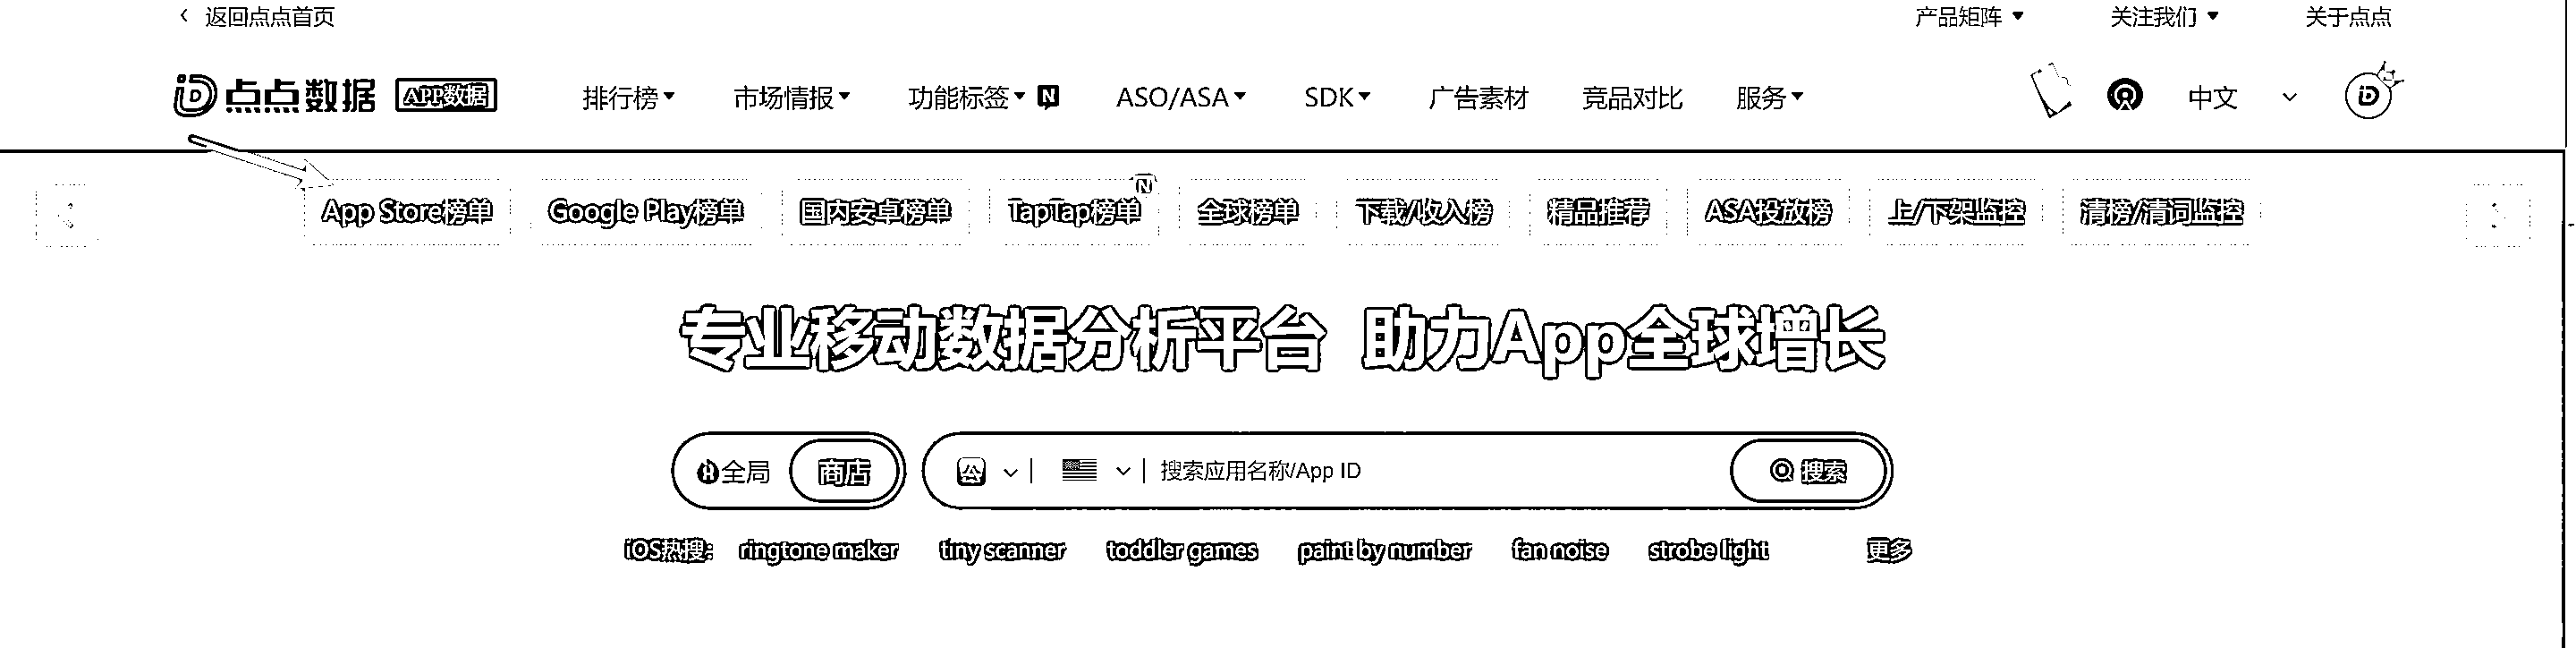 返回点点首页 产品矩阵 关注我们 关于点点
点点数据 APP数据 排行榜 市场情报 功能标签 N ASO/ASA SDK 广告素材 竞品对比 服务 中文
App Store榜单 Google Play榜单 国内安卓榜单 TapTap榜单 N 全球榜单 下载/收入榜 精品推荐 ASA投放榜 上/下架监控 清榜/清词监控
专业移动数据分析平台 助力App全球增长
全局 商店 搜索应用名称/App ID 搜索
iOS热搜: ringtone maker tiny scanner toddler games paint by number fan noise strobe light 更多